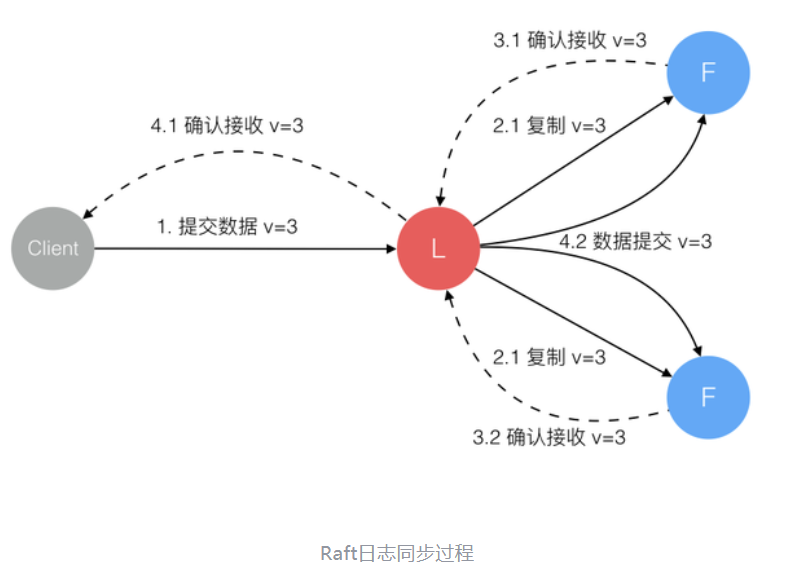 3.1 确认接收 v=3
F
4.1 确认接收 v=3
2.1 复制 v=3
1. 提交数据 v=3
Client
L
4.2 数据提交 v=3
2.1 复制 v=3
F
3.2 确认接收 v=3
Raft日志同步过程